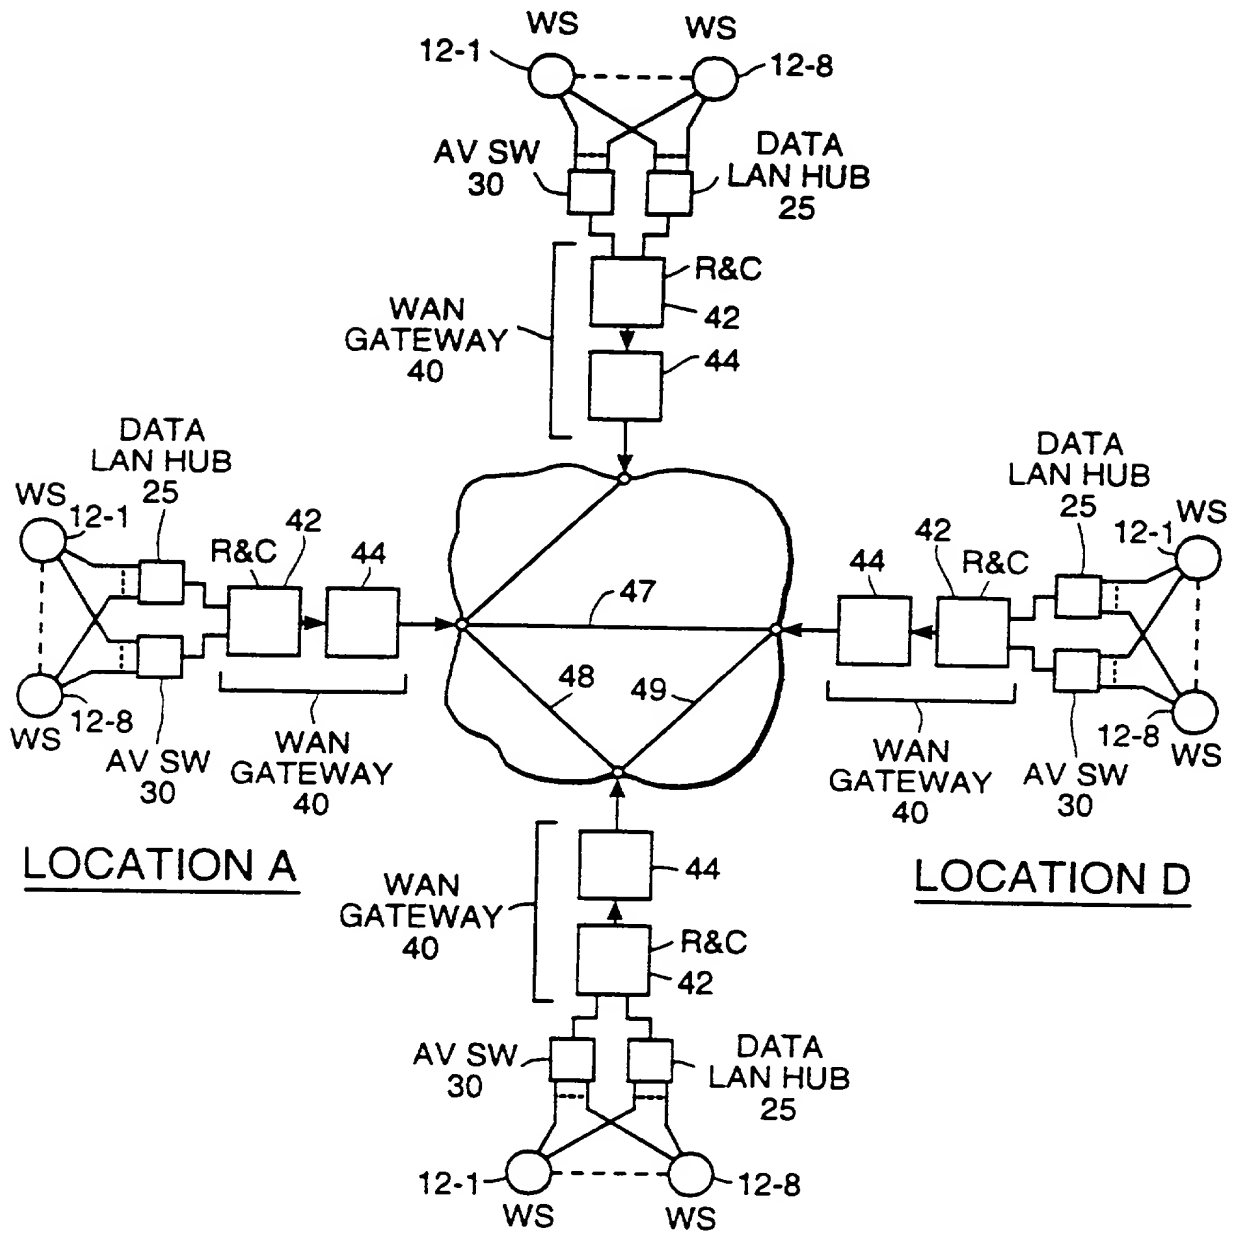 WS
WS
12-1
12-8
AV SW
30
DATA
LAN HUB
25
R&C
42
WAN
GATEWAY
40
44
DATA
LAN HUB
25
WS
12-1
R&C
42
44
12-8
WS
AV SW
30
WAN
GATEWAY
40
LOCATION A
47
48
49
DATA
LAN HUB
25
WS
12-1
44
42
R&C
12-8
WS
WAN
GATEWAY
40
AV SW
30
LOCATION D
WAN
GATEWAY
40
44
R&C
42
AV SW
30
DATA
LAN HUB
25
12-1
12-8
WS
WS